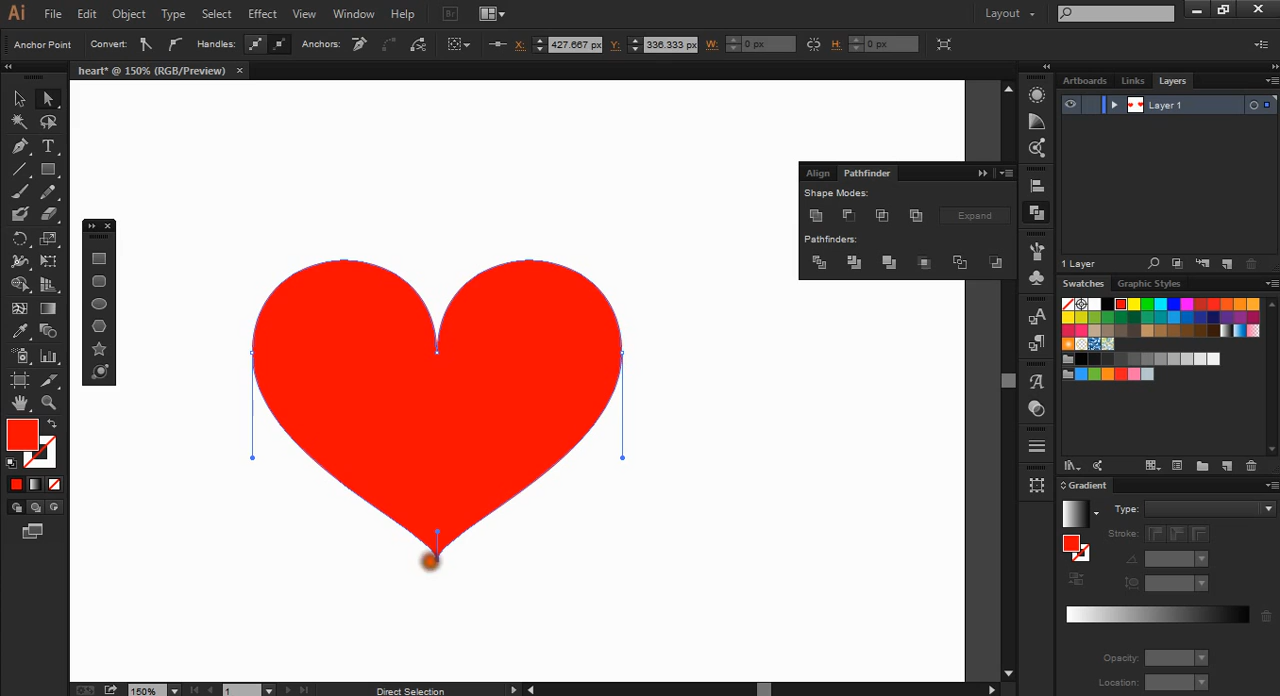 Ai File Edit Object Type Select Effect View Window Help Br Layout
Anchor Point Convert: Handles: Anchors: X: 427.667 px Y: 336.333 px W: 0 px H: 0 px
heart* @ 150% (RGB/Preview) ×
Artboards Links Layers
Layer 1
Align Pathfinder
Shape Modes:
Expand
Pathfinders:
1 Layer
Swatches Graphic Styles
Gradient
Type:
Stroke:
Opacity:
Location:
150% 1 Direct Selection